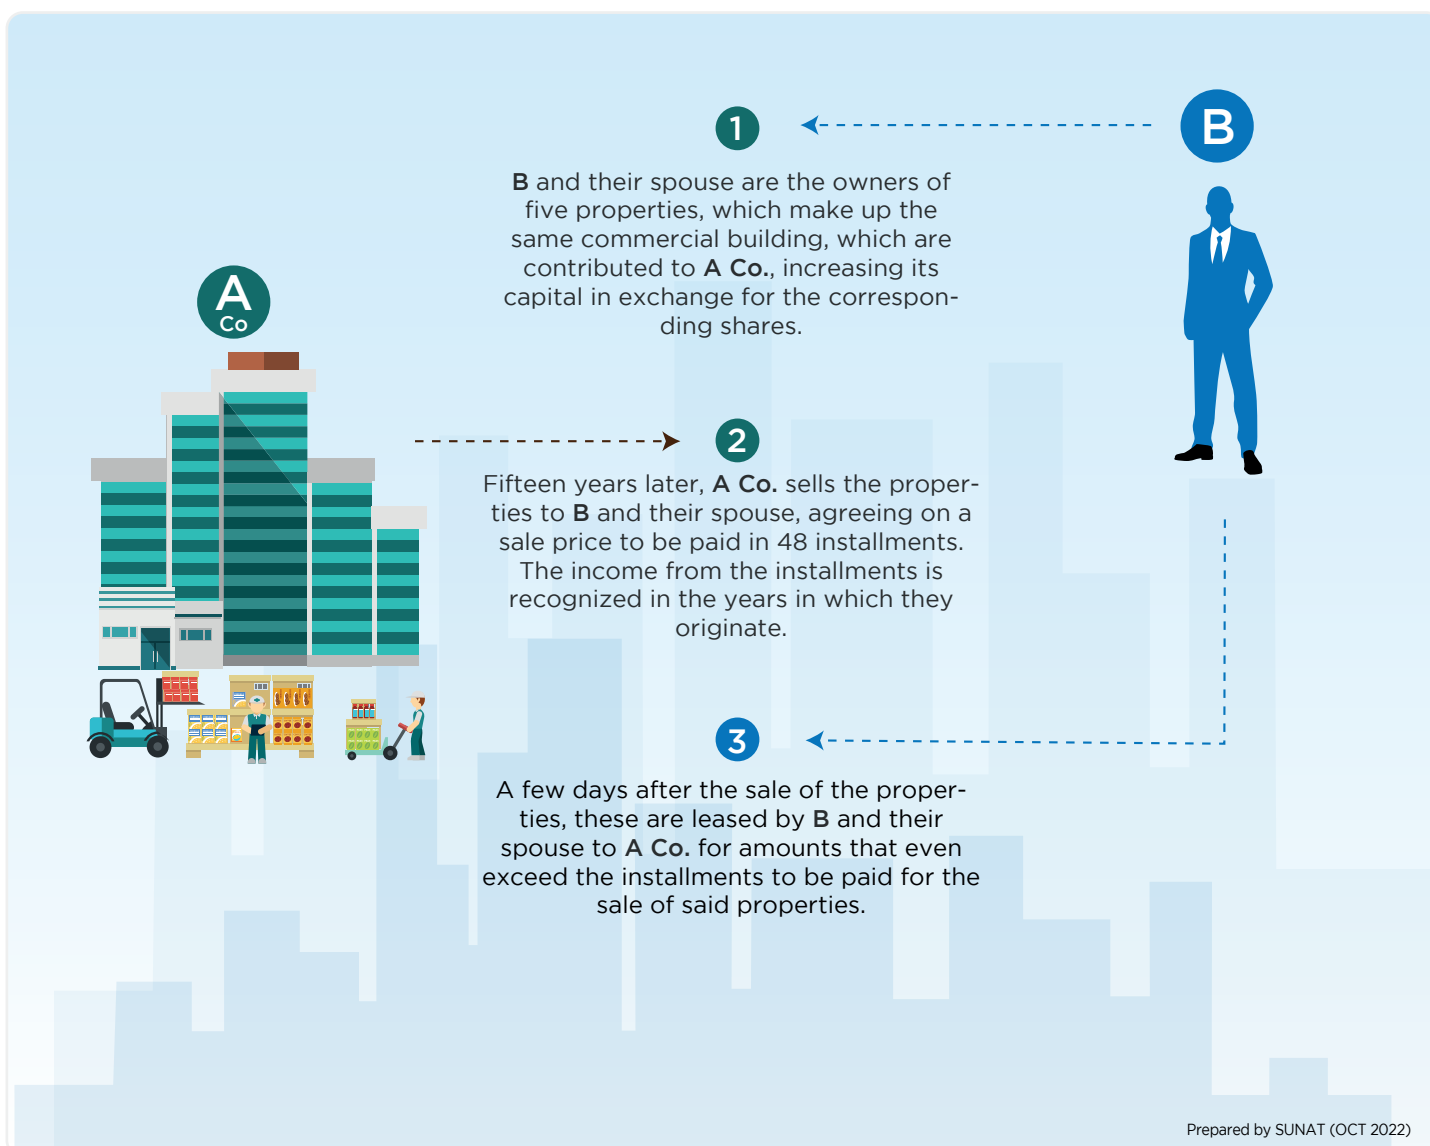 1
B
B and their spouse are the owners of
five properties, which make up the
same commercial building, which are
contributed to A Co., increasing its
capital in exchange for the correspon-
ding shares.
A
Co
2
Fifteen years later, A Co. sells the proper-
ties to B and their spouse, agreeing on a
sale price to be paid in 48 installments.
The income from the installments is
recognized in the years in which they
originate.
3
A few days after the sale of the proper-
ties, these are leased by B and their
spouse to A Co. for amounts that even
exceed the installments to be paid for the
sale of said properties.
Prepared by SUNAT (OCT 2022)